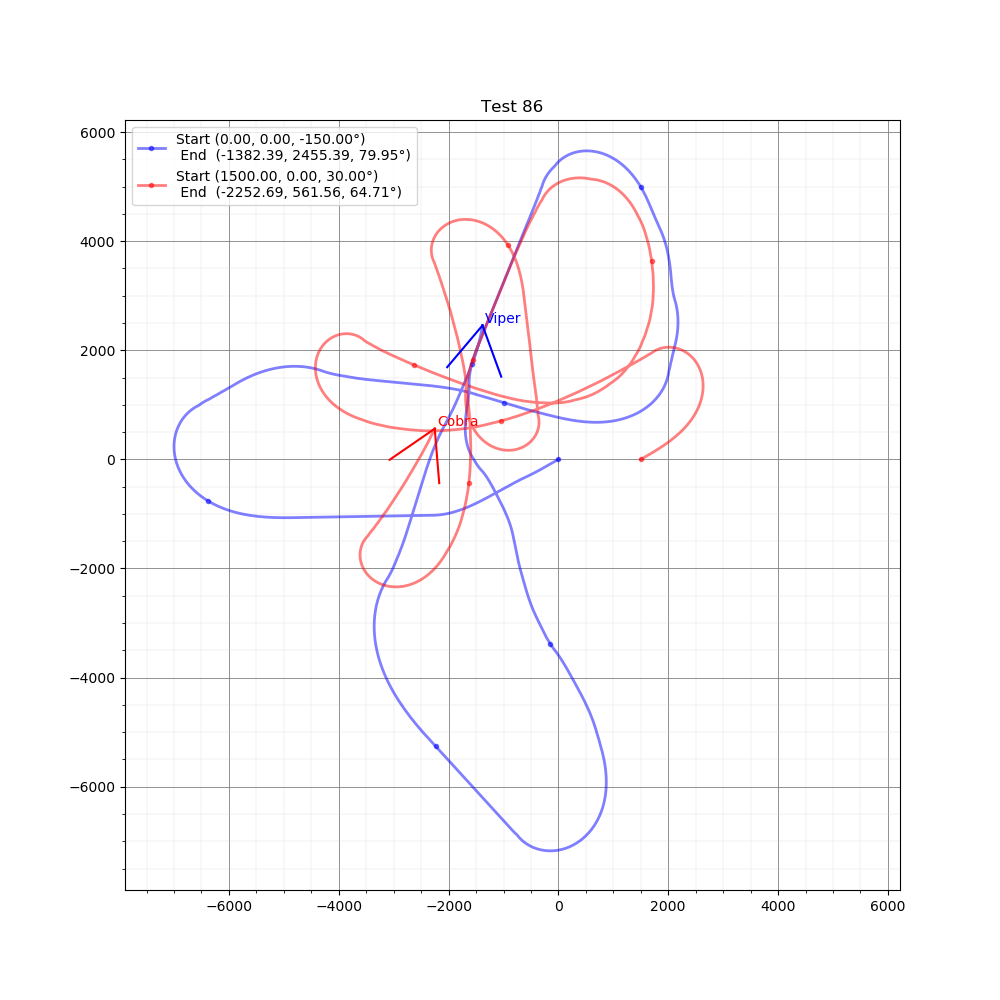 Test 86
Start (0.00, 0.00, -150.00°)
End (-1382.39, 2455.39, 79.95°)
Start (1500.00, 0.00, 30.00°)
End (-2252.69, 561.56, 64.71°)
6000
4000
2000
0
−2000
−4000
−6000
Viper
Cobra
−6000 −4000 −2000 0 2000 4000 6000